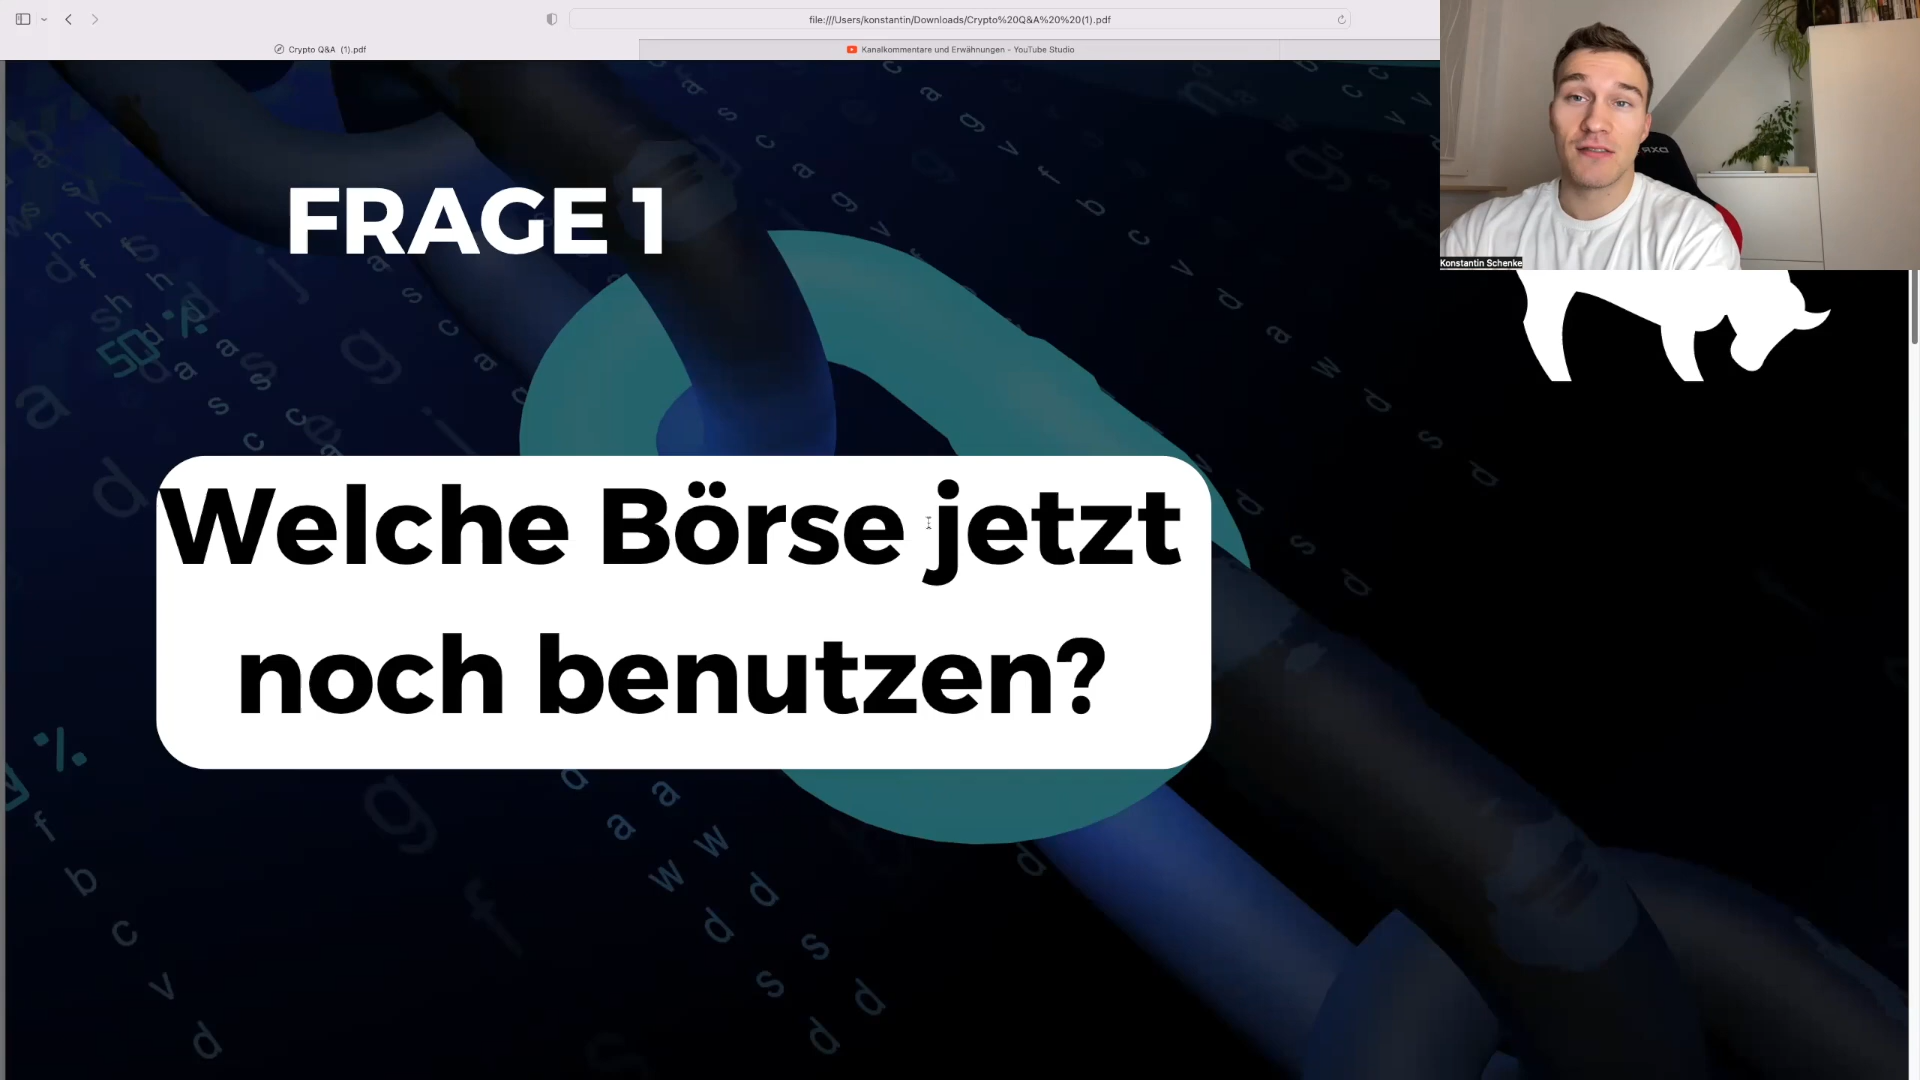 file:///Users/konstantin/Downloads/Crypto%20Q&A%20%20(1).pdf
Crypto Q&A (1).pdf
Kanalkommentare und Erwähnungen - YouTube Studio
Konstantin Schenke
FRAGE 1
Welche Börse jetzt
noch benutzen?